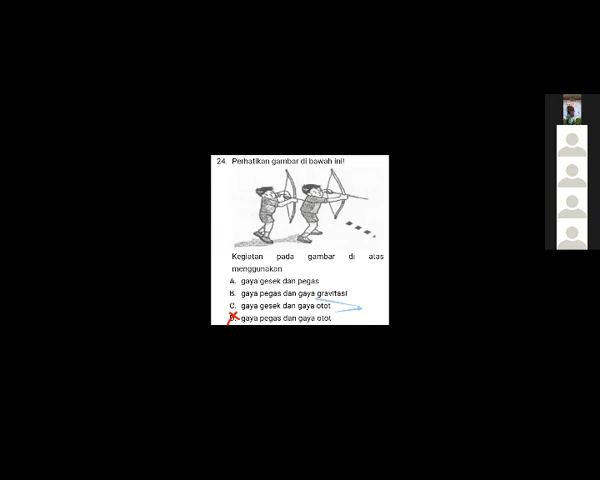 24. Perhatikan gambar di bawah ini!
Kegiatan pada gambar di atas
menggunakan
A. gaya gesek dan pegas
B. gaya pegas dan gaya gravitasi
C. gaya gesek dan gaya otot
D. gaya pegas dan gaya otot